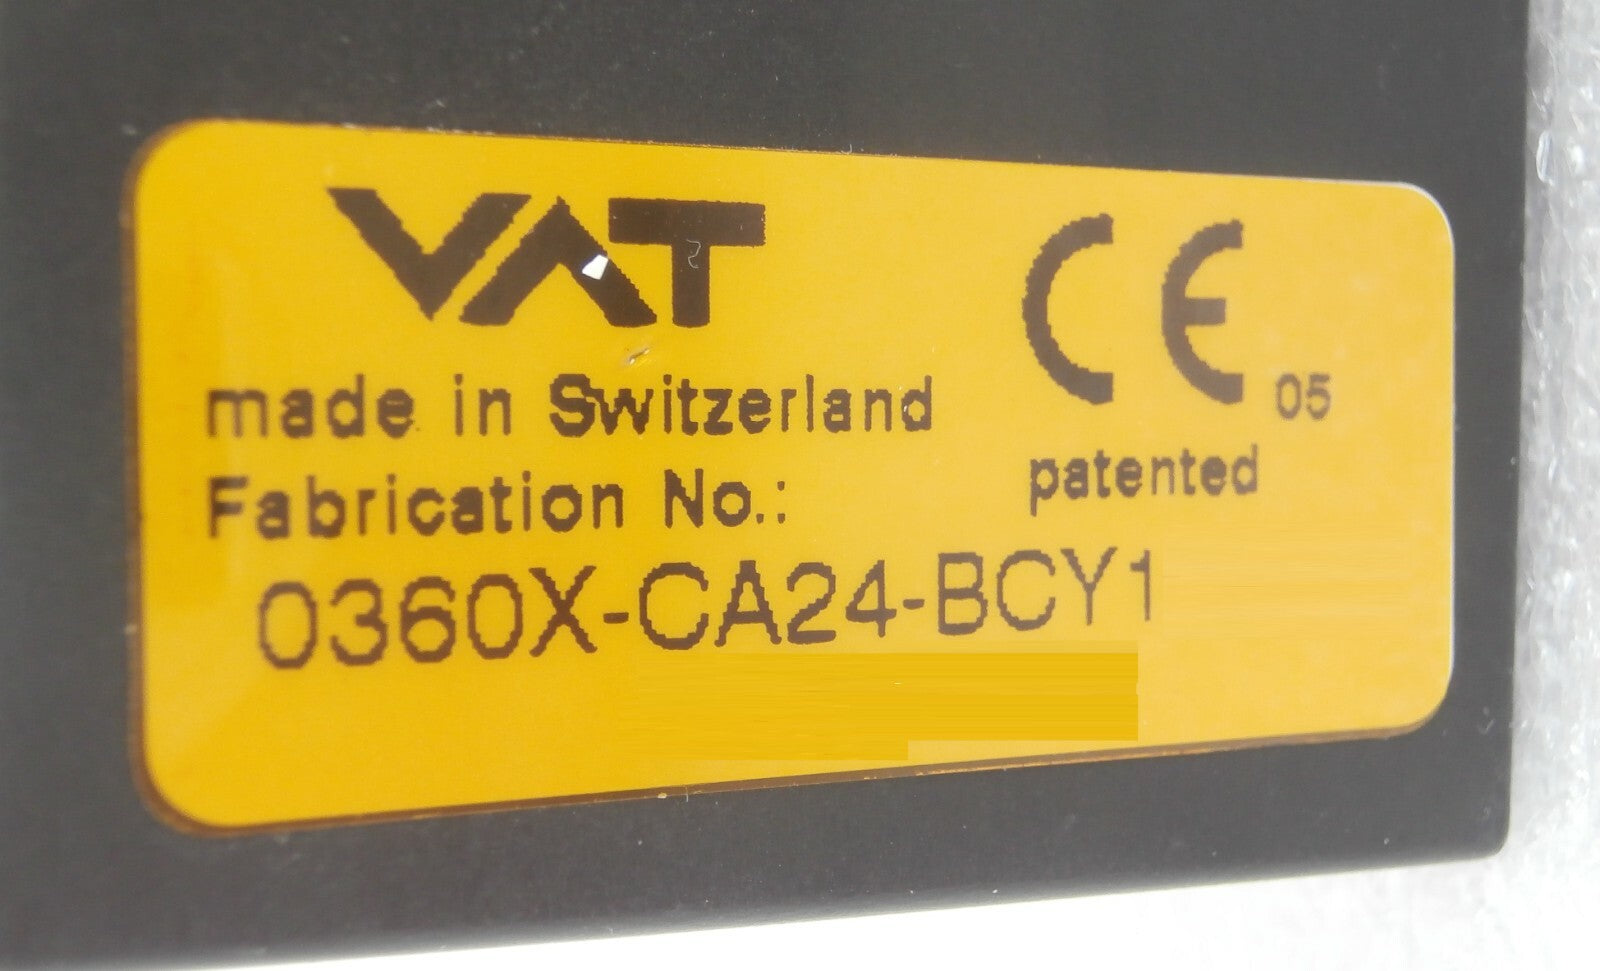 VAT
CE 05
made in Switzerland
patented
Fabrication No.:
0360X-CA24-BCY1